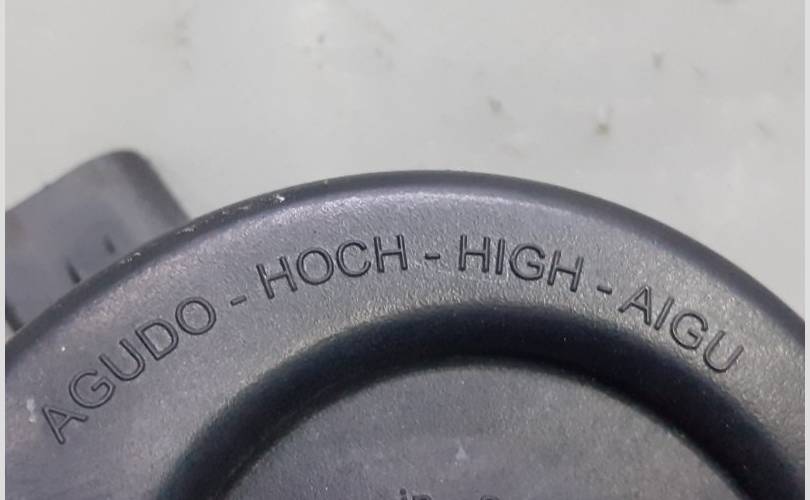 AGUDO - HOCH - HIGH - AIGU